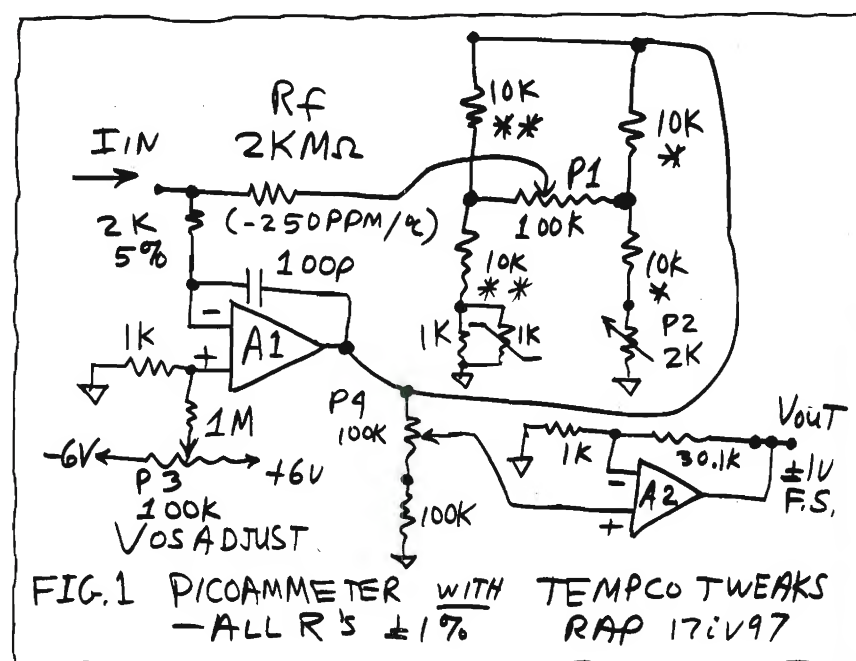 Rf
2KMΩ
IIN
(-250PPM/°C)
2K
5%
100p
10K
**
10K
*
P1
100K
10K
**
10K
*
1K
1K
P2
2K
1K
-
+
A1
1M
-6V
+6V
P3
100K
VOS ADJUST
P4
100K
100K
1K
30.1K
-
+
A2
VOUT
±1V
F.S.
FIG.1 PICOAMMETER WITH TEMPCO TWEAKS
-ALL R'S ±1% RAP 17iV97